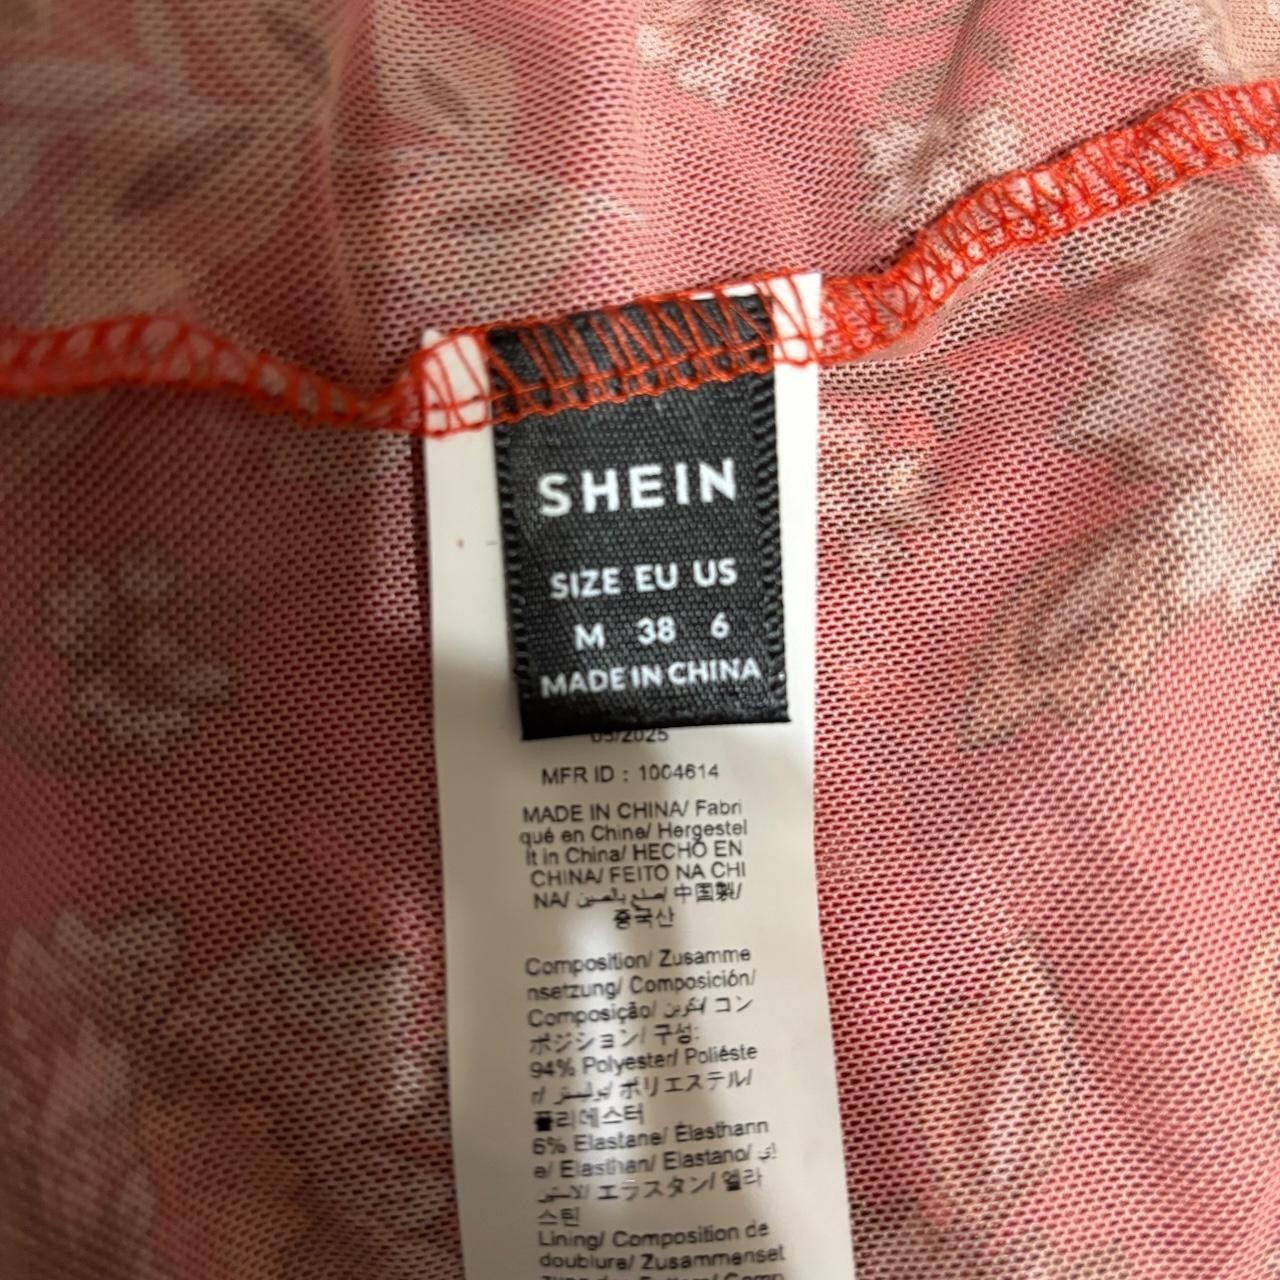 SHEIN
SIZE EU US
M 38 6
MADE IN CHINA
05/2025
MFR ID : 1004614
MADE IN CHINA/ Fabri
qué en Chine/ Hergestel
lt in China/ HECHO EN
CHINA/ FEITO NA CHI
NA/ صنع بالصين/ 中国製/
중국산
Composition/ Zusamme
nsetzung/ Composición/
Composição/ تكوين/ コン
ポジション/ 구성:
94% Polyester/ Poliéste
r/ بوليستر/ ポリエステル/
폴리에스터
6% Elastane/ Élasthann
e/ Elasthan/ Elastano/
エラスタン/ 엘라
스틴
Lining/ Composition de
doublure/ Zusammenset